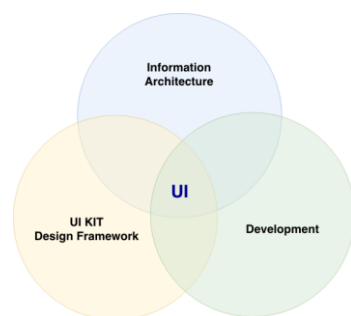 Information
Architecture
UI
UI KIT
Design Framework
Development